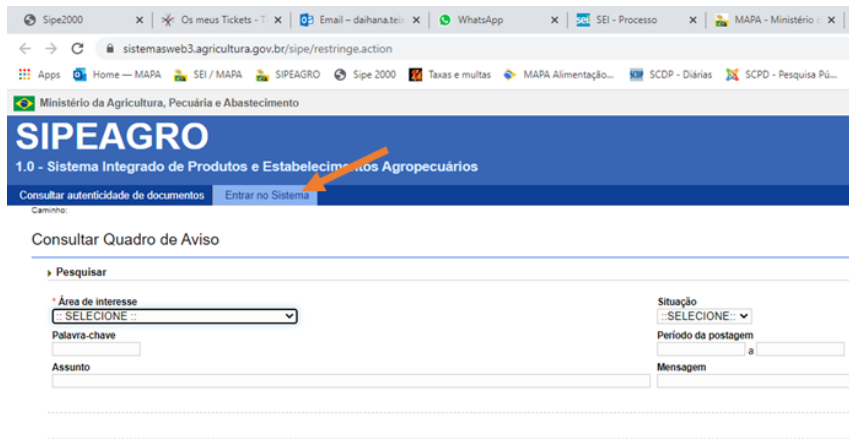 Sipe2000
Os meus Tickets - T
Email – daihana.teix
WhatsApp
SEI - Processo
MAPA - Ministério d
sistemasweb3.agricultura.gov.br/sipe/restringe.action
Apps Home — MAPA SEI / MAPA SIPEAGRO Sipe 2000 Taxas e multas MAPA Alimentação... SCDP - Diárias SCPD - Pesquisa Pú...
Ministério da Agricultura, Pecuária e Abastecimento
SIPEAGRO
1.0 - Sistema Integrado de Produtos e Estabelecimentos Agropecuários
Consultar autenticidade de documentos Entrar no Sistema
Caminho:
Consultar Quadro de Aviso
Pesquisar
* Área de interesse Situação
:: SELECIONE :: ::SELECIONE::
Palavra-chave Período da postagem
a
Assunto Mensagem